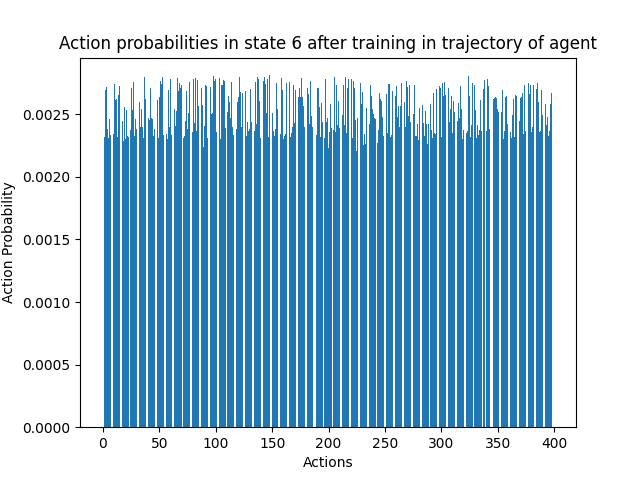 Action probabilities in state 6 after training in trajectory of agent
0.0025
0.0020
0.0015
0.0010
0.0005
0.0000
Action Probability
0 50 100 150 200 250 300 350 400
Actions